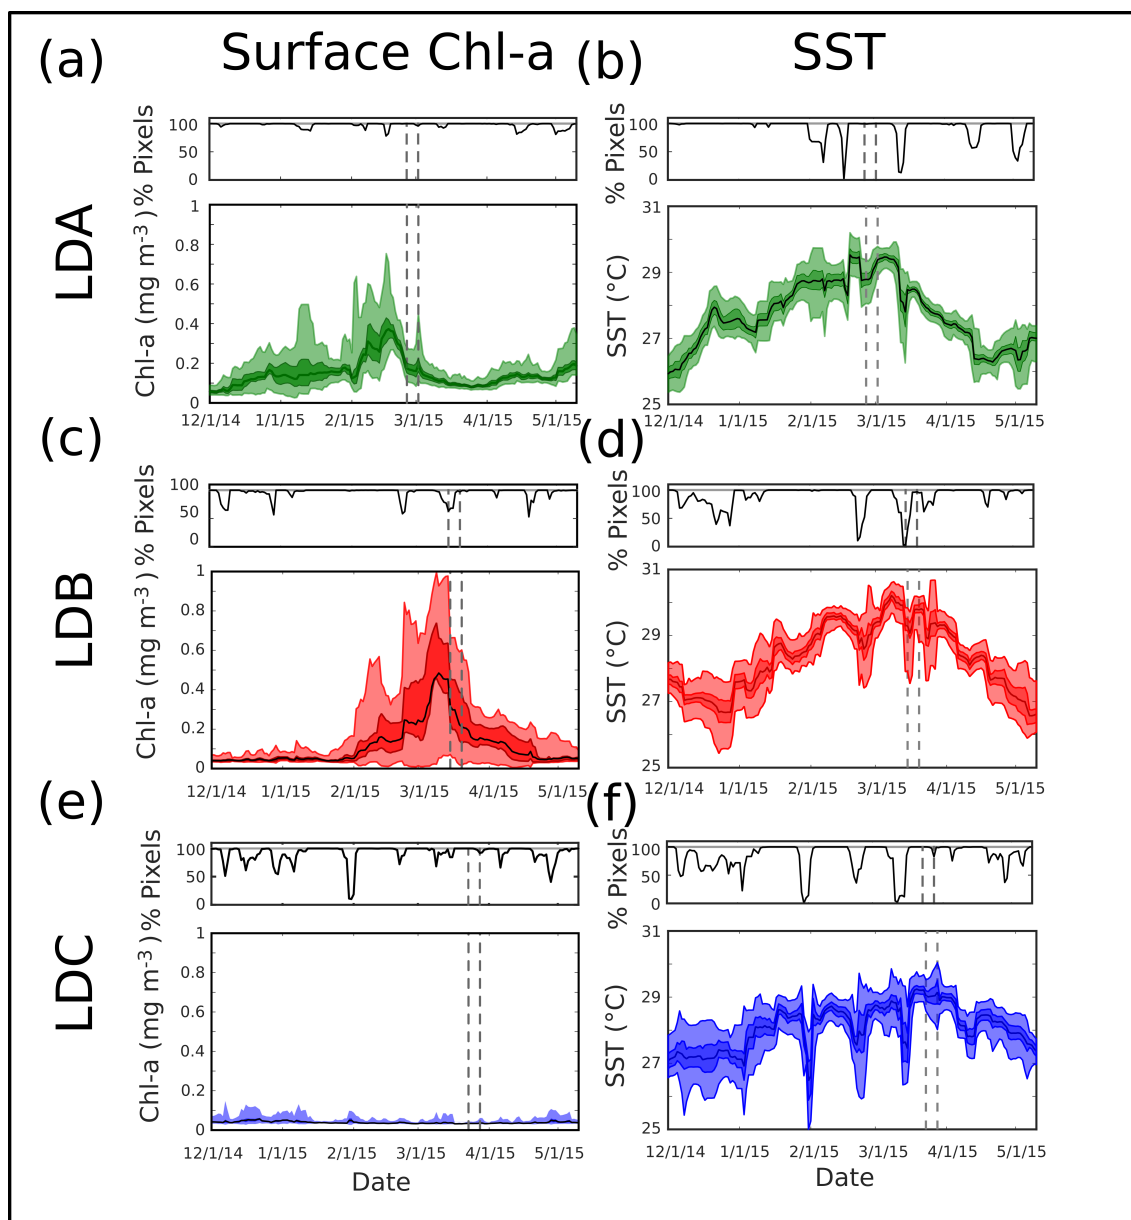 (a) Surface Chl-a (b) SST
LDA
% Pixels
100
50
0
% Pixels
100
50
0
Chl-a (mg m-3)
1
0.8
0.6
0.4
0.2
0
12/1/14 1/1/15 2/1/15 3/1/15 4/1/15 5/1/15
SST (°C)
31
29
27
25
12/1/14 1/1/15 2/1/15 3/1/15 4/1/15 5/1/15
(c) (d)
LDB
% Pixels
100
50
0
% Pixels
100
50
0
Chl-a (mg m-3)
1
0.8
0.6
0.4
0.2
0
12/1/14 1/1/15 2/1/15 3/1/15 4/1/15 5/1/15
SST (°C)
31
29
27
25
12/1/14 1/1/15 2/1/15 3/1/15 4/1/15 5/1/15
(e) (f)
LDC
% Pixels
100
50
0
% Pixels
100
50
0
Chl-a (mg m-3)
1
0.8
0.6
0.4
0.2
0
12/1/14 1/1/15 2/1/15 3/1/15 4/1/15 5/1/15
Date
SST (°C)
31
29
27
25
12/1/14 1/1/15 2/1/15 3/1/15 4/1/15 5/1/15
Date